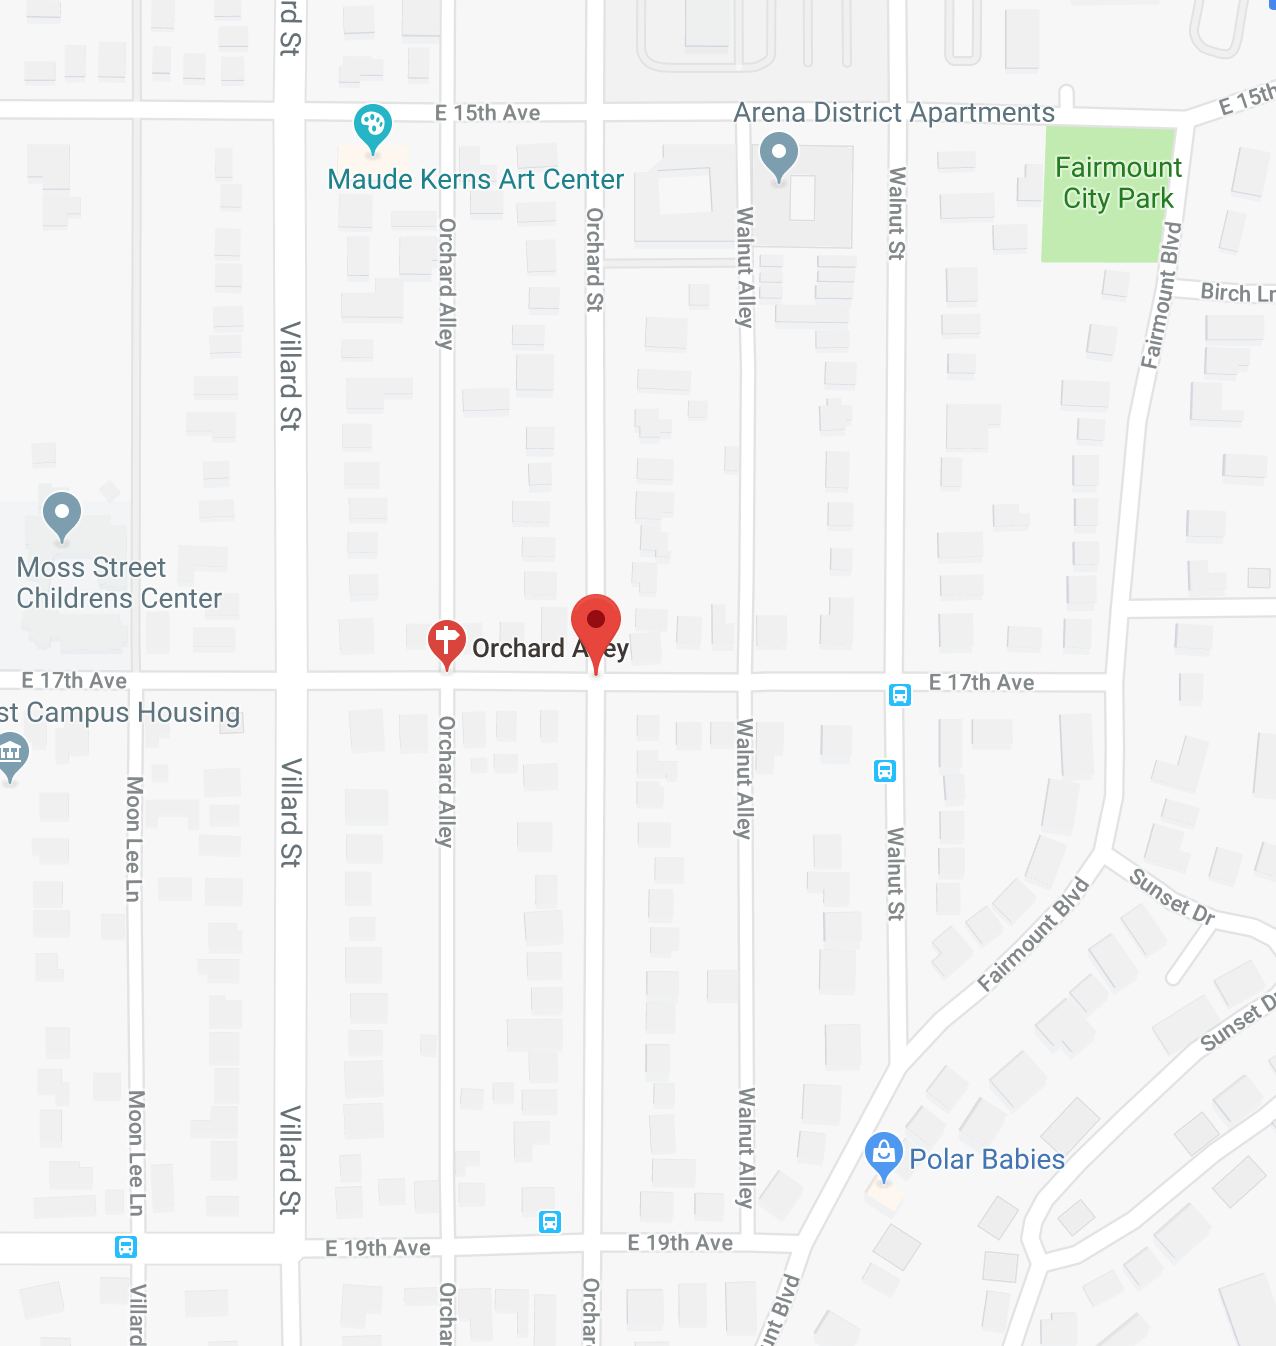 rd St
E 15th Ave
E 15th
Arena District Apartments
Maude Kerns Art Center
Fairmount
City Park
Walnut St
Orchard Alley
Orchard St
Walnut Alley
Fairmount Blvd
Birch Ln
Villard St
Moss Street
Childrens Center
Orchard Alley
E 17th Ave
E 17th Ave
st Campus Housing
Orchard Alley
Walnut Alley
Villard St
Moon Lee Ln
Walnut St
Fairmount Blvd
Sunset Dr
Sunset Dr
Moon Lee Ln
Villard St
Walnut Alley
Polar Babies
E 19th Ave
E 19th Ave
Villard
Orchar
Orchar
unt Blvd